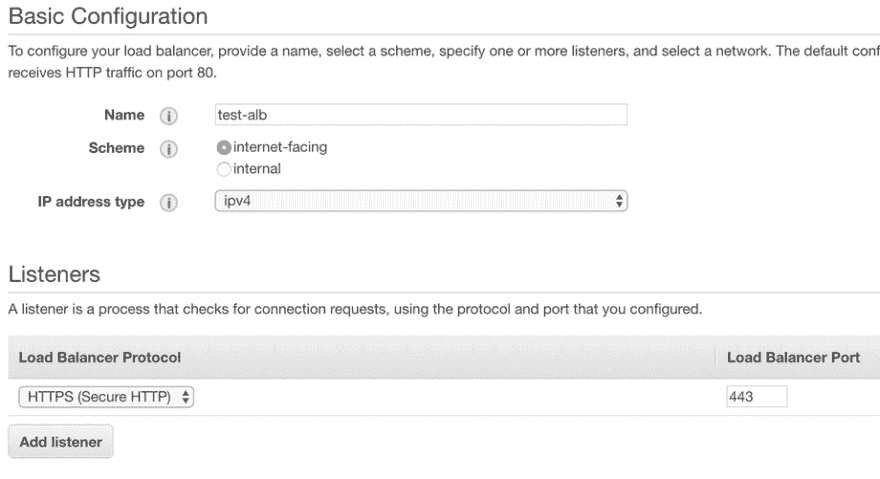 Basic Configuration
To configure your load balancer, provide a name, select a scheme, specify one or more listeners, and select a network. The default conf
receives HTTP traffic on port 80.
Name i test-alb
Scheme i internet-facing
internal
IP address type i ipv4
Listeners
A listener is a process that checks for connection requests, using the protocol and port that you configured.
Load Balancer Protocol Load Balancer Port
HTTPS (Secure HTTP) 443
Add listener